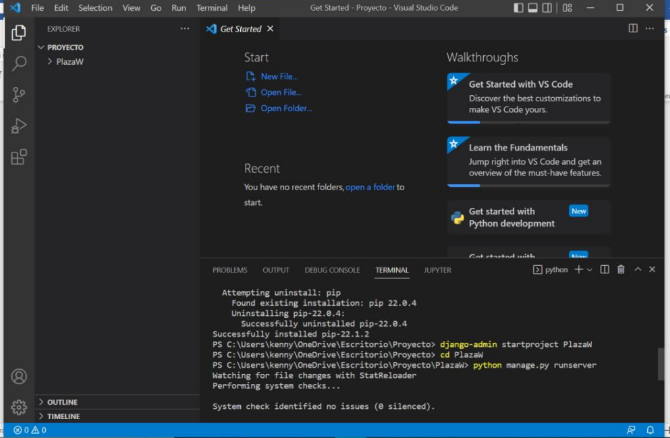 File Edit Selection View Go Run Terminal Help
Get Started - Proyecto - Visual Studio Code
EXPLORER
PROYECTO
PlazaW
OUTLINE
TIMELINE
Get Started
Start
New File...
Open File...
Open Folder...
Recent
You have no recent folders, open a folder to
start.
Walkthroughs
Get Started with VS Code
Discover the best customizations to
make VS Code yours.
Learn the Fundamentals
Jump right into VS Code and get an
overview of the must-have features.
Get started with New
Python development
Get started with
PROBLEMS OUTPUT DEBUG CONSOLE TERMINAL JUPYTER
python
Attempting uninstall: pip
Found existing installation: pip 22.0.4
Uninstalling pip-22.0.4:
Successfully uninstalled pip-22.0.4
Successfully installed pip-22.1.2
PS C:\Users\kenny\OneDrive\Escritorio\Proyecto> django-admin startproject PlazaW
PS C:\Users\kenny\OneDrive\Escritorio\Proyecto> cd PlazaW
PS C:\Users\kenny\OneDrive\Escritorio\Proyecto\PlazaW> python manage.py runserver
Watching for file changes with StatReloader
Performing system checks...
System check identified no issues (0 silenced).
0 0